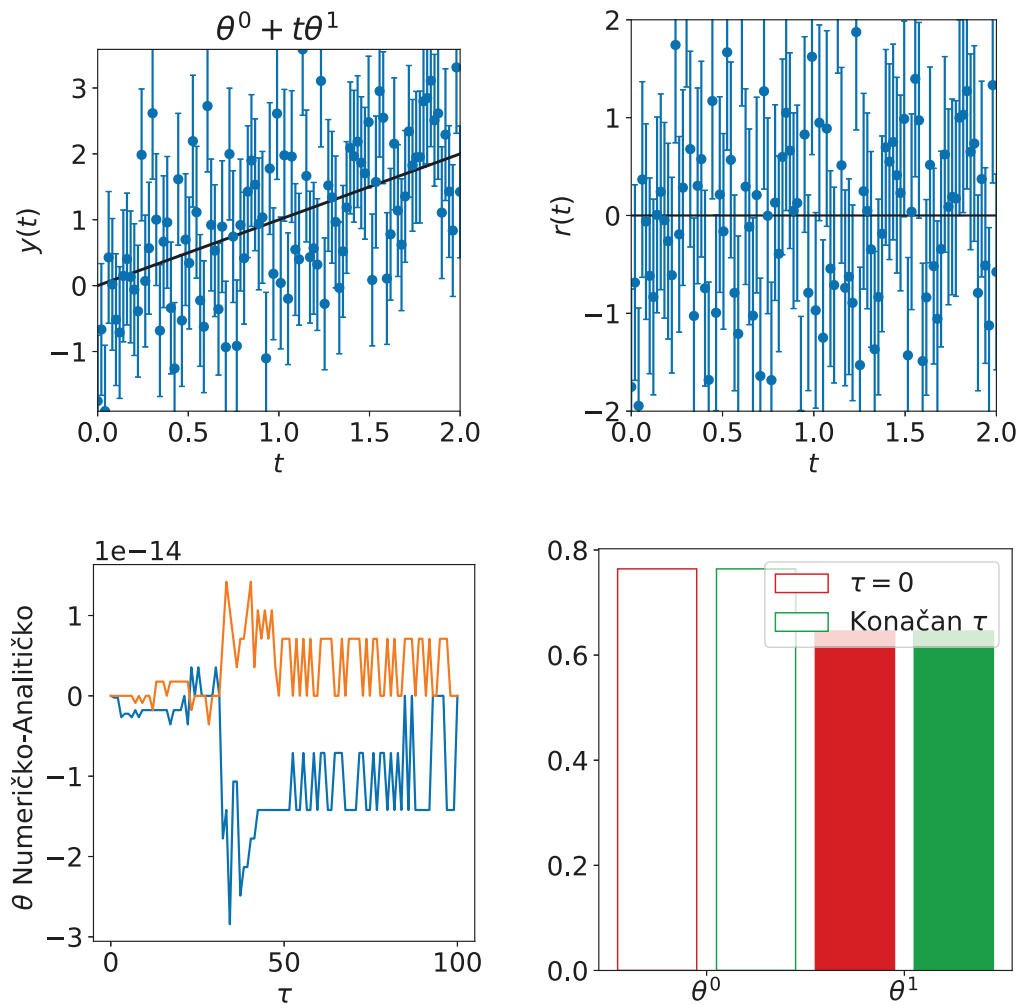 θ⁰ + tθ¹
y(t)
3
2
1
0
−1
0.0 0.5 1.0 1.5 2.0
t
r(t)
2
1
0
−1
−2
0.0 0.5 1.0 1.5 2.0
t
1e−14
θ Numeričko-Analitičko
1
0
−1
−2
−3
0 50 100
τ
0.8
0.6
0.4
0.2
0.0
τ = 0
Konačan τ
θ⁰ θ¹